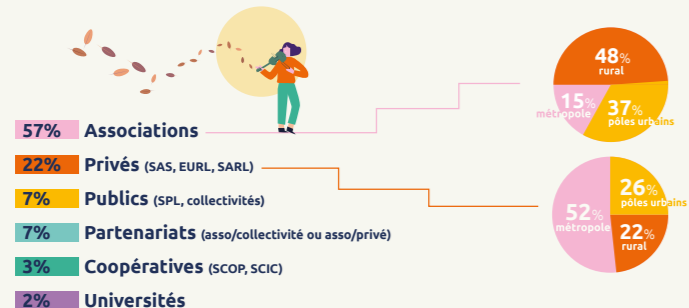 57% Associations
22% Privés (SAS, EURL, SARL)
7% Publics (SPL, collectivités)
7% Partenariats (asso/collectivité ou asso/privé)
3% Coopératives (SCOP, SCIC)
2% Universités
48%
rural
15%
métropole
37%
pôles urbains
26%
pôles urbains
52%
métropole
22%
rural